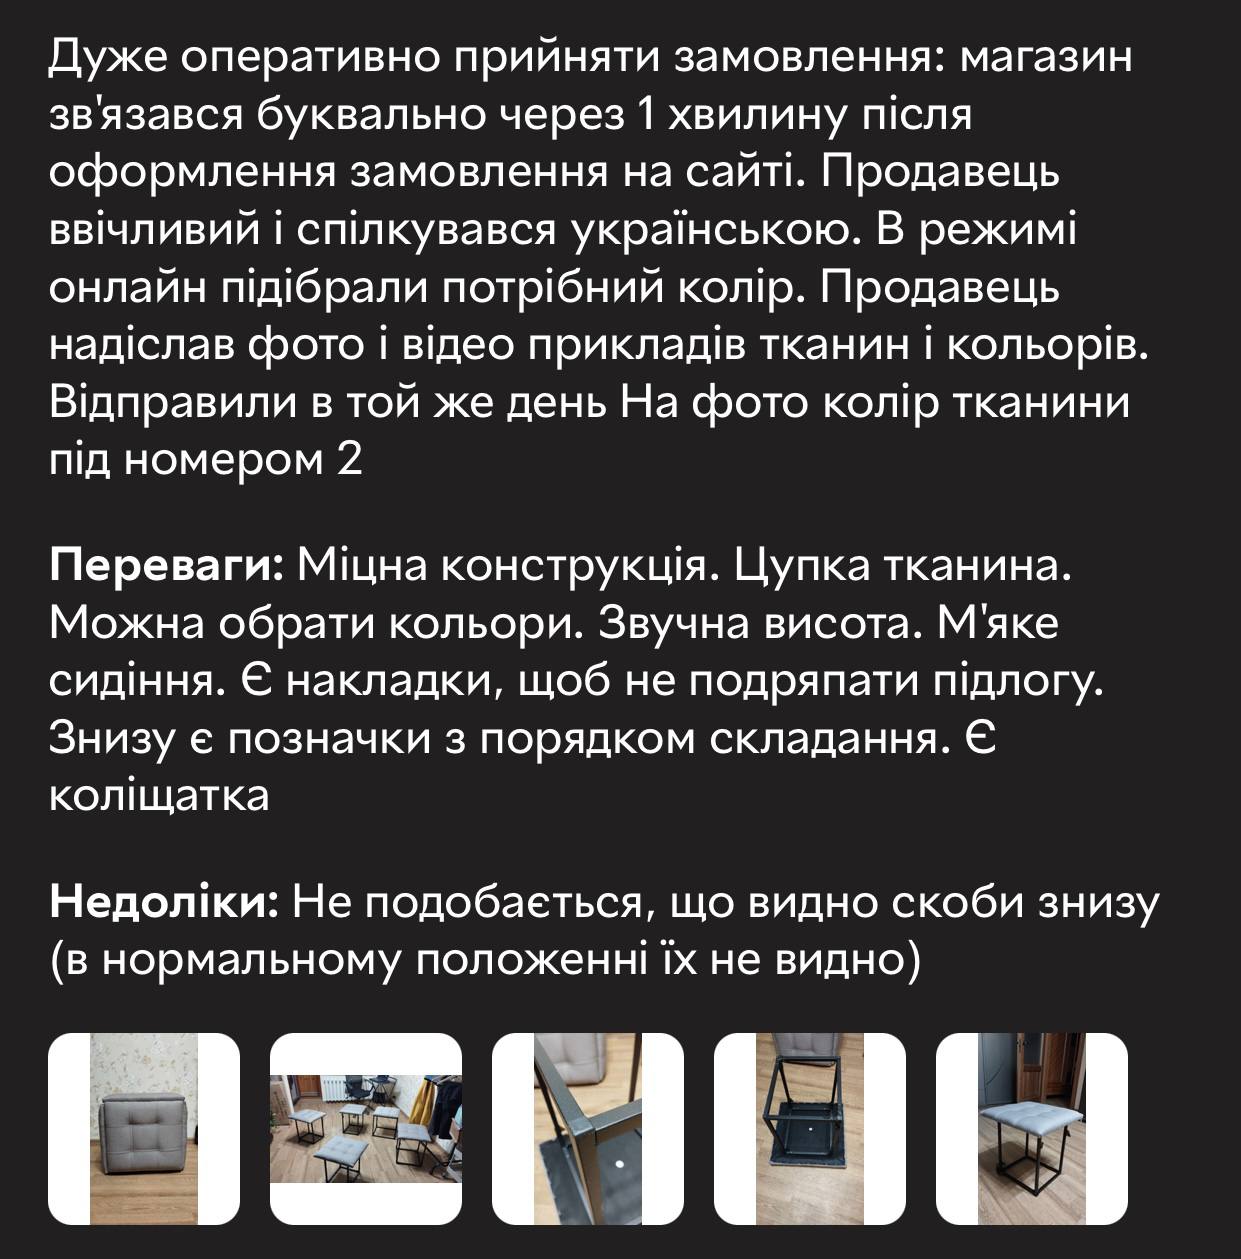 Дуже оперативно прийняти замовлення: магазин
зв'язався буквально через 1 хвилину після
оформлення замовлення на сайті. Продавець
ввічливий і спілкувався українською. В режимі
онлайн підібрали потрібний колір. Продавець
надіслав фото і відео прикладів тканин і кольорів.
Відправили в той же день На фото колір тканини
під номером 2
Переваги: Міцна конструкція. Цупка тканина.
Можна обрати кольори. Звучна висота. М'яке
сидіння. Є накладки, щоб не подряпати підлогу.
Знизу є позначки з порядком складання. Є
коліщатка
Недоліки: Не подобається, що видно скоби знизу
(в нормальному положенні їх не видно)